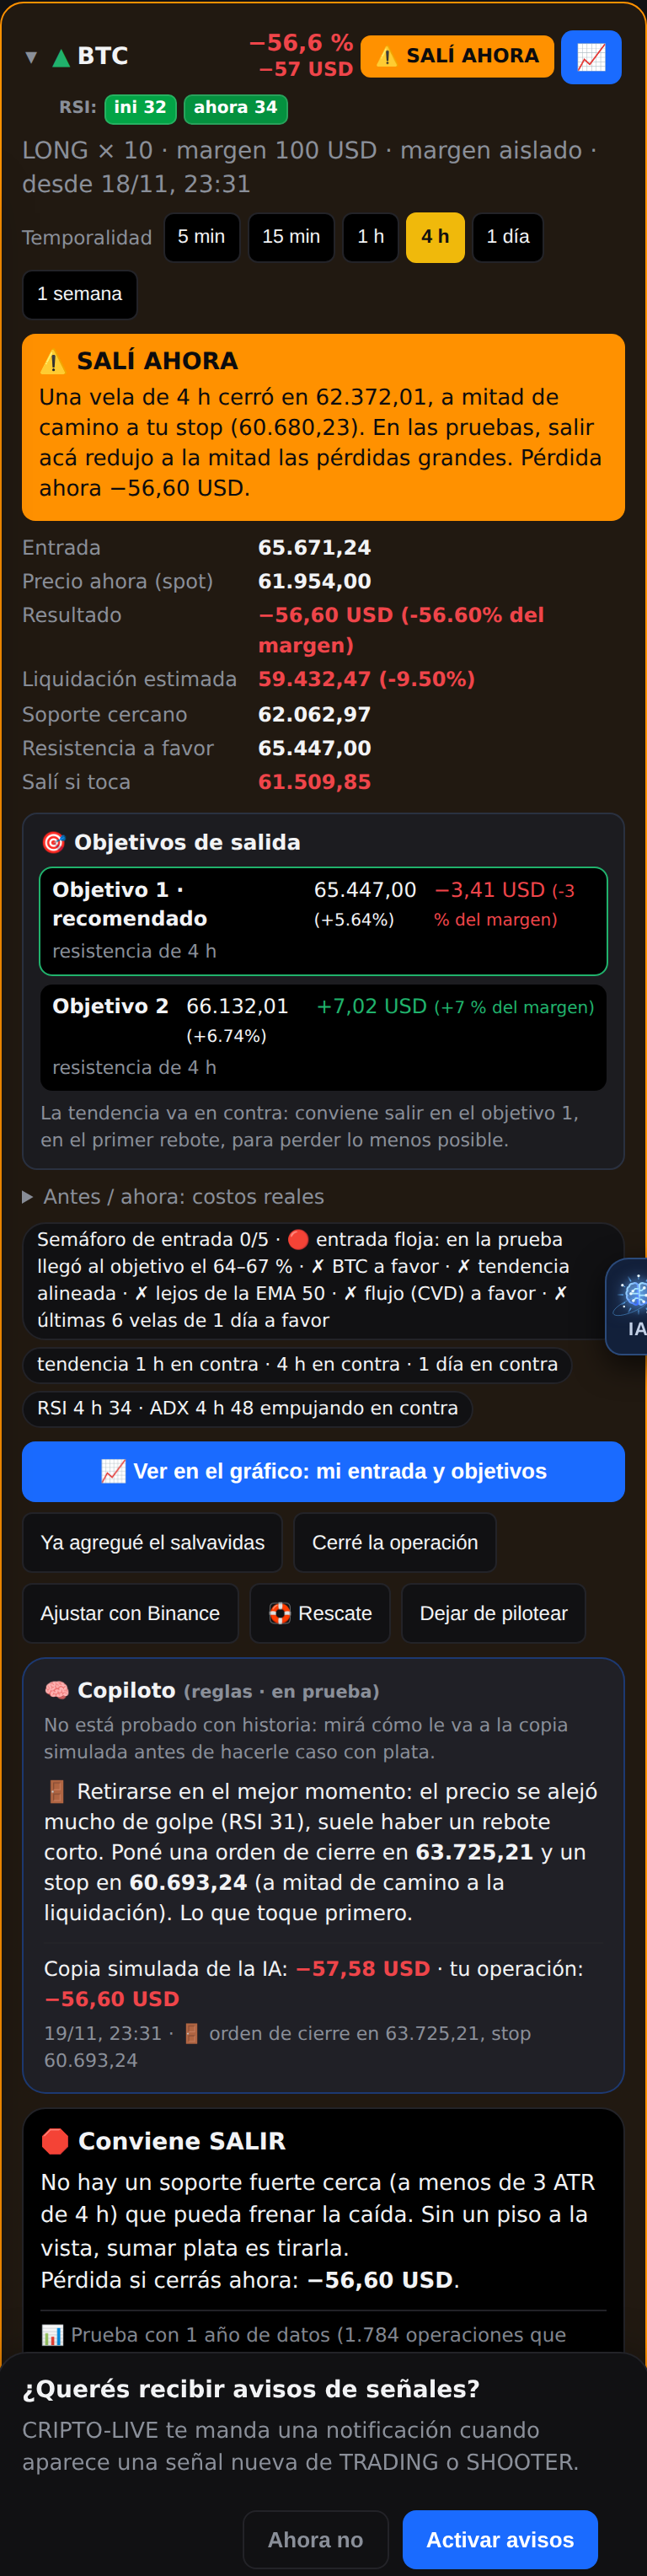 ▼ ▲ BTC −56,6 % −57 USD ⚠️ SALÍ AHORA
RSI: ini 32 ahora 34
LONG × 10 · margen 100 USD · margen aislado ·
desde 18/11, 23:31
Temporalidad 5 min 15 min 1 h 4 h 1 día
1 semana
⚠️ SALÍ AHORA
Una vela de 4 h cerró en 62.372,01, a mitad de
camino a tu stop (60.680,23). En las pruebas, salir
acá redujo a la mitad las pérdidas grandes. Pérdida
ahora −56,60 USD.
Entrada 65.671,24
Precio ahora (spot) 61.954,00
Resultado −56,60 USD (-56.60% del
margen)
Liquidación estimada 59.432,47 (-9.50%)
Soporte cercano 62.062,97
Resistencia a favor 65.447,00
Salí si toca 61.509,85
🎯 Objetivos de salida
Objetivo 1 · 65.447,00 −3,41 USD (-3
recomendado (+5.64%) % del margen)
resistencia de 4 h
Objetivo 2 66.132,01 +7,02 USD (+7 % del margen)
(+6.74%)
resistencia de 4 h
La tendencia va en contra: conviene salir en el objetivo 1,
en el primer rebote, para perder lo menos posible.
▶ Antes / ahora: costos reales
Semáforo de entrada 0/5 · 🔴 entrada floja: en la prueba
llegó al objetivo el 64–67 % · ✗ BTC a favor · ✗ tendencia
alineada · ✗ lejos de la EMA 50 · ✗ flujo (CVD) a favor · ✗
últimas 6 velas de 1 día a favor
IA
tendencia 1 h en contra · 4 h en contra · 1 día en contra
RSI 4 h 34 · ADX 4 h 48 empujando en contra
📈 Ver en el gráfico: mi entrada y objetivos
Ya agregué el salvavidas Cerré la operación
Ajustar con Binance 🛟 Rescate Dejar de pilotear
🧠 Copiloto (reglas · en prueba)
No está probado con historia: mirá cómo le va a la copia
simulada antes de hacerle caso con plata.
🚪 Retirarse en el mejor momento: el precio se alejó
mucho de golpe (RSI 31), suele haber un rebote
corto. Poné una orden de cierre en 63.725,21 y un
stop en 60.693,24 (a mitad de camino a la
liquidación). Lo que toque primero.
Copia simulada de la IA: −57,58 USD · tu operación:
−56,60 USD
19/11, 23:31 · 🚪 orden de cierre en 63.725,21, stop
60.693,24
🛑 Conviene SALIR
No hay un soporte fuerte cerca (a menos de 3 ATR
de 4 h) que pueda frenar la caída. Sin un piso a la
vista, sumar plata es tirarla.
Pérdida si cerrás ahora: −56,60 USD.
📊 Prueba con 1 año de datos (1.784 operaciones que
¿Querés recibir avisos de señales?
CRIPTO-LIVE te manda una notificación cuando
aparece una señal nueva de TRADING o SHOOTER.
Ahora no Activar avisos